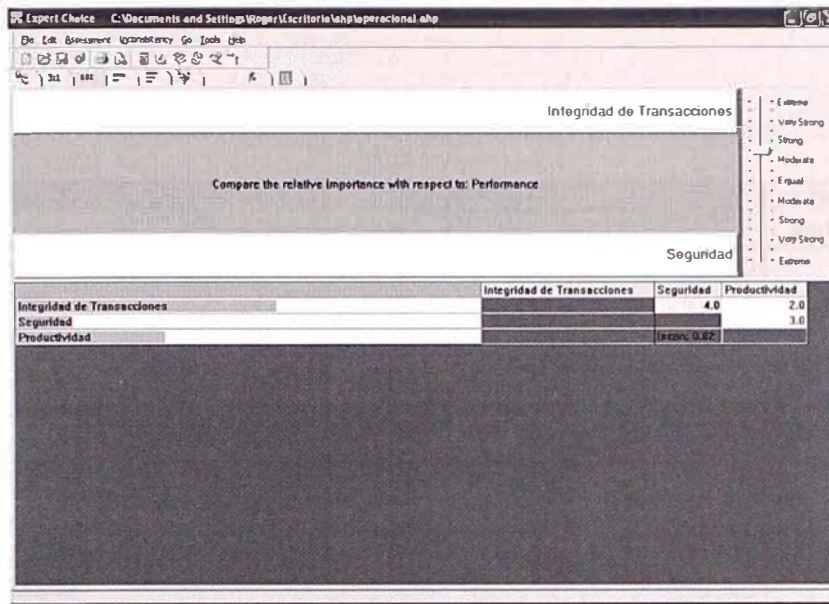 Expert Choice C:\Documents and Settings\Roger\Escritorio\ahp\operacional.ahp
File Edit Assessment Inconsistency Go Tools Help
3:1
Integridad de Transacciones
Compare the relative importance with respect to: Performance
Seguridad
Extreme
Very Strong
Strong
Moderate
Equal
Moderate
Strong
Very Strong
Extreme
Integridad de Transacciones Seguridad Productividad
Integridad de Transacciones 4.0 2.0
Seguridad 3.0
Productividad Incon: 0.02